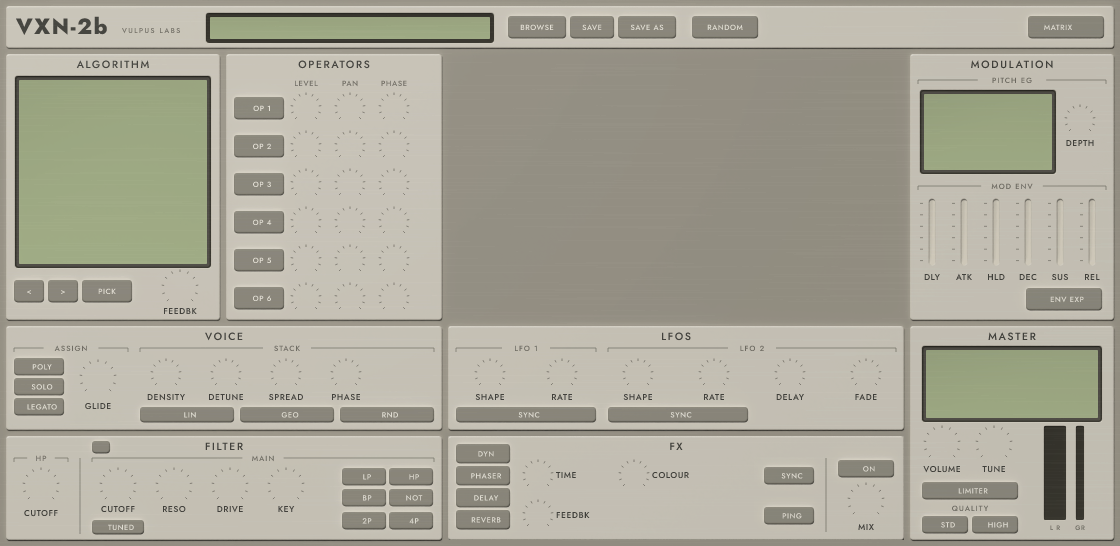 VXN-2b VULPUS LABS BROWSE SAVE SAVE AS RANDOM MATRIX
ALGORITHM
< > PICK
FEEDBK
OPERATORS
LEVEL PAN PHASE
OP 1
OP 2
OP 3
OP 4
OP 5
OP 6
MODULATION
PITCH EG
DEPTH
MOD ENV
DLY ATK HLD DEC SUS REL
ENV EXP
VOICE
ASSIGN STACK
POLY
SOLO
LEGATO
GLIDE
DENSITY DETUNE SPREAD PHASE
LIN GEO RND
LFOS
LFO 1 LFO 2
SHAPE RATE SHAPE RATE DELAY FADE
SYNC SYNC
MASTER
VOLUME TUNE
LIMITER
QUALITY
STD HIGH
L R GR
FILTER
HP MAIN
CUTOFF CUTOFF RESO DRIVE KEY
TUNED
LP HP
BP NOT
2P 4P
FX
DYN
PHASER
DELAY
REVERB
TIME COLOUR
FEEDBK
SYNC
PING
ON
MIX